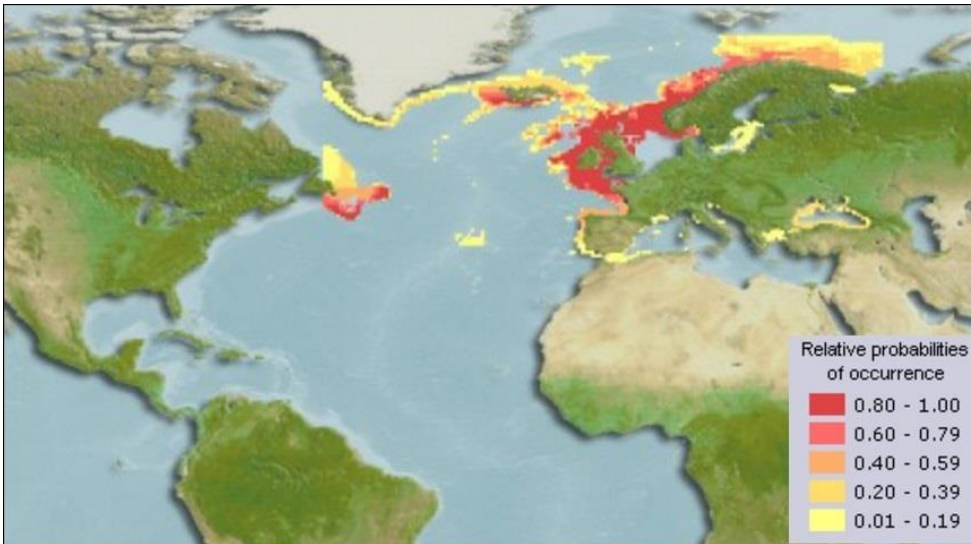 Relative probabilities
of occurrence
0.80 - 1.00
0.60 - 0.79
0.40 - 0.59
0.20 - 0.39
0.01 - 0.19